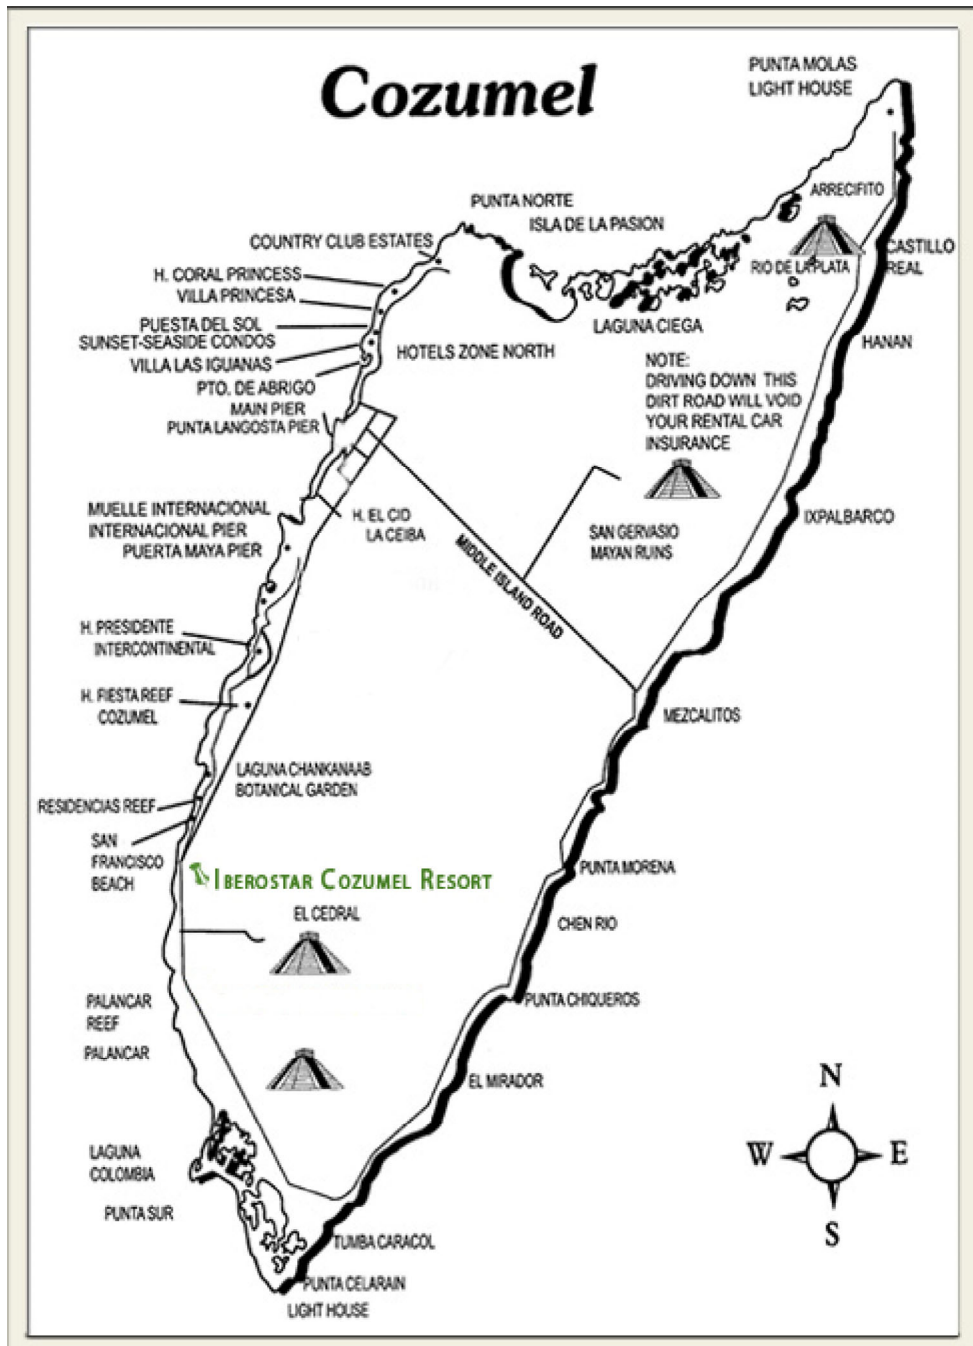 Cozumel
PUNTA MOLAS
LIGHT HOUSE
ARRECIFITO
PUNTA NORTE
ISLA DE LA PASION
COUNTRY CLUB ESTATES
CASTILLO
REAL
RIO DE LA PLATA
H. CORAL PRINCESS
VILLA PRINCESA
PUESTA DEL SOL
SUNSET-SEASIDE CONDOS
VILLA LAS IGUANAS
LAGUNA CIEGA
HANAN
HOTELS ZONE NORTH
NOTE:
DRIVING DOWN THIS
DIRT ROAD WILL VOID
YOUR RENTAL CAR
INSURANCE
PTO. DE ABRIGO
MAIN PIER
PUNTA LANGOSTA PIER
MUELLE INTERNACIONAL
INTERNACIONAL PIER
PUERTA MAYA PIER
H. EL CID
LA CEIBA
IXPALBARCO
SAN GERVASIO
MAYAN RUINS
MIDDLE ISLAND ROAD
H. PRESIDENTE
INTERCONTINENTAL
H. FIESTA REEF
COZUMEL
MEZCALITOS
LAGUNA CHANKANAAB
BOTANICAL GARDEN
RESIDENCIAS REEF
SAN
FRANCISCO
BEACH
IBEROSTAR COZUMEL RESORT
PUNTA MORENA
EL CEDRAL
CHEN RIO
PALANCAR
REEF
PUNTA CHIQUEROS
PALANCAR
EL MIRADOR
N
W
E
S
LAGUNA
COLOMBIA
PUNTA SUR
TUMBA CARACOL
PUNTA CELARAIN
LIGHT HOUSE